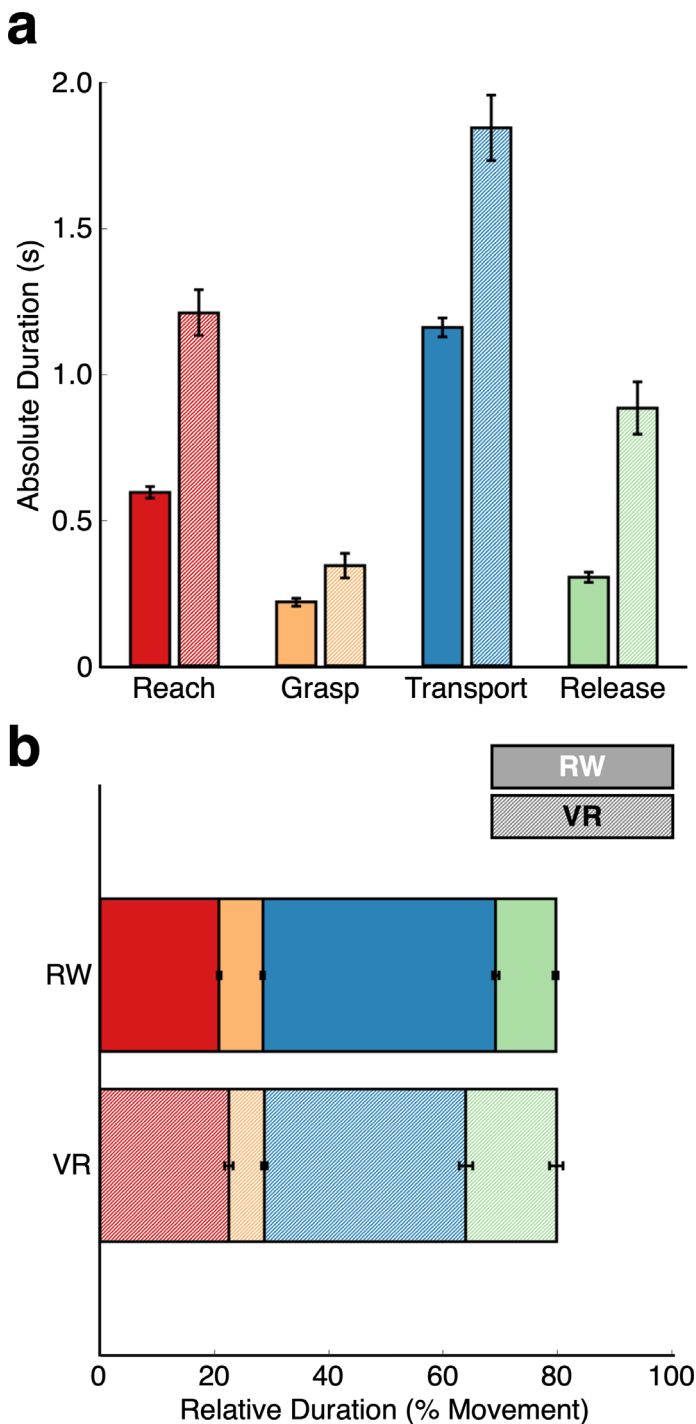 a
2.0
1.5
1.0
0.5
0
Absolute Duration (s)
Reach Grasp Transport Release
b
RW
VR
RW
VR
0 20 40 60 80 100
Relative Duration (% Movement)